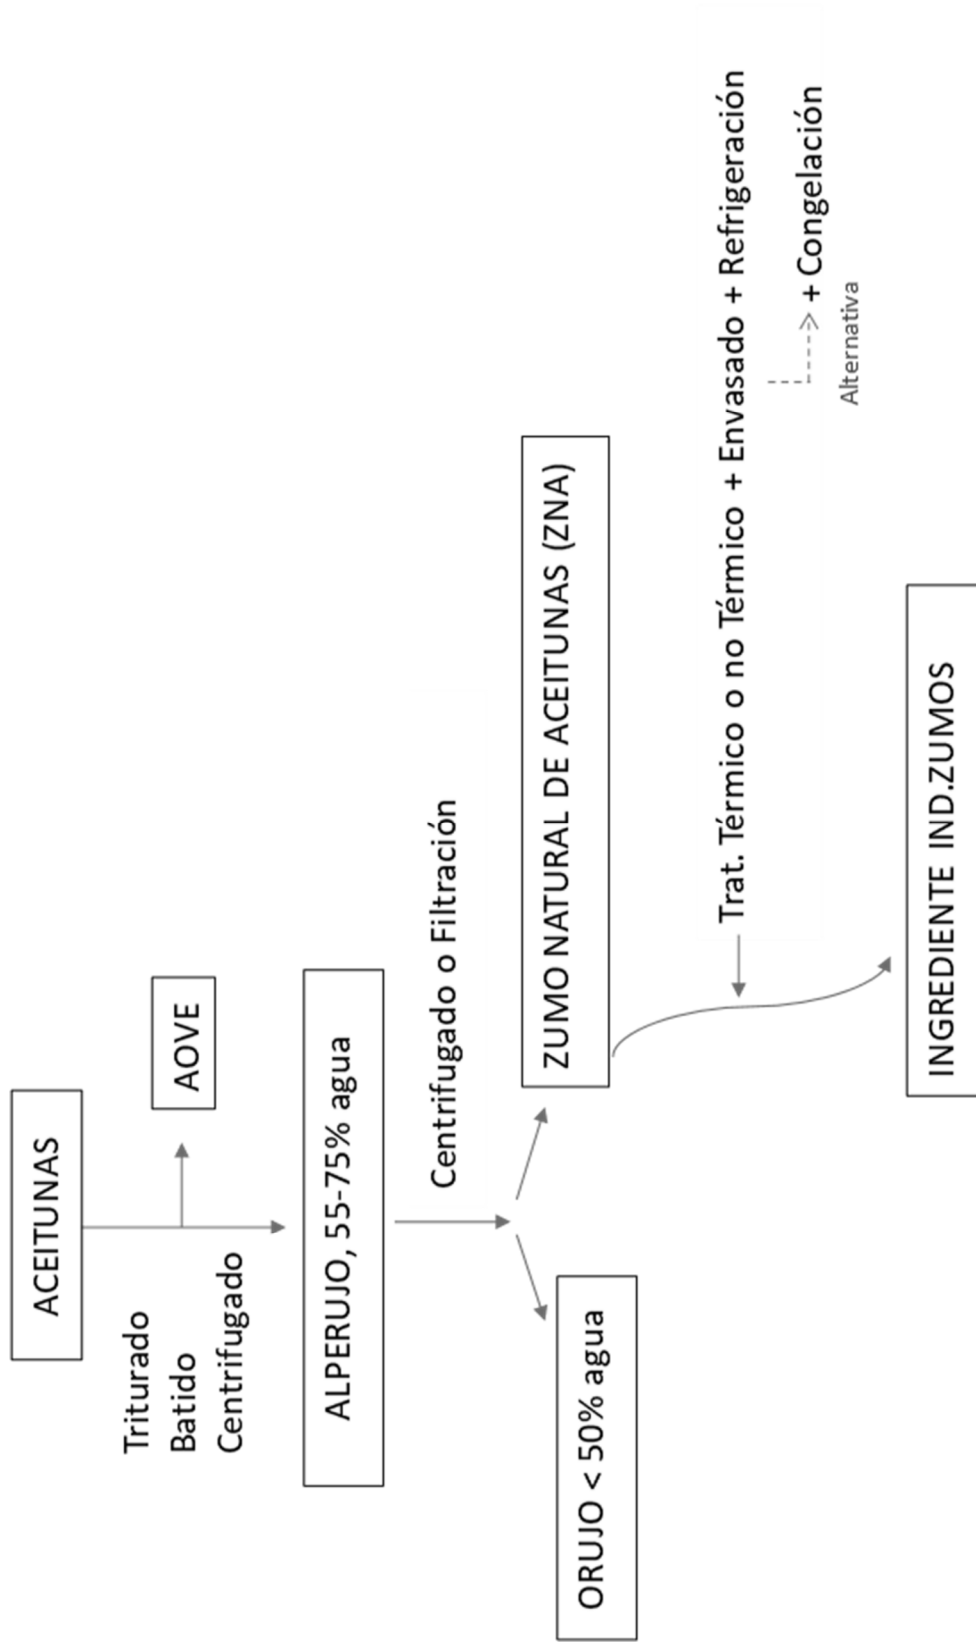 ACEITUNAS
Triturado
Batido
Centrifugado
AOVE
ALPERUJO, 55-75% agua
Centrifugado o Filtración
ORUJO < 50% agua
ZUMO NATURAL DE ACEITUNAS (ZNA)
Trat. Térmico o no Térmico + Envasado + Refrigeración
+ Congelación
Alternativa
INGREDIENTE IND.ZUMOS